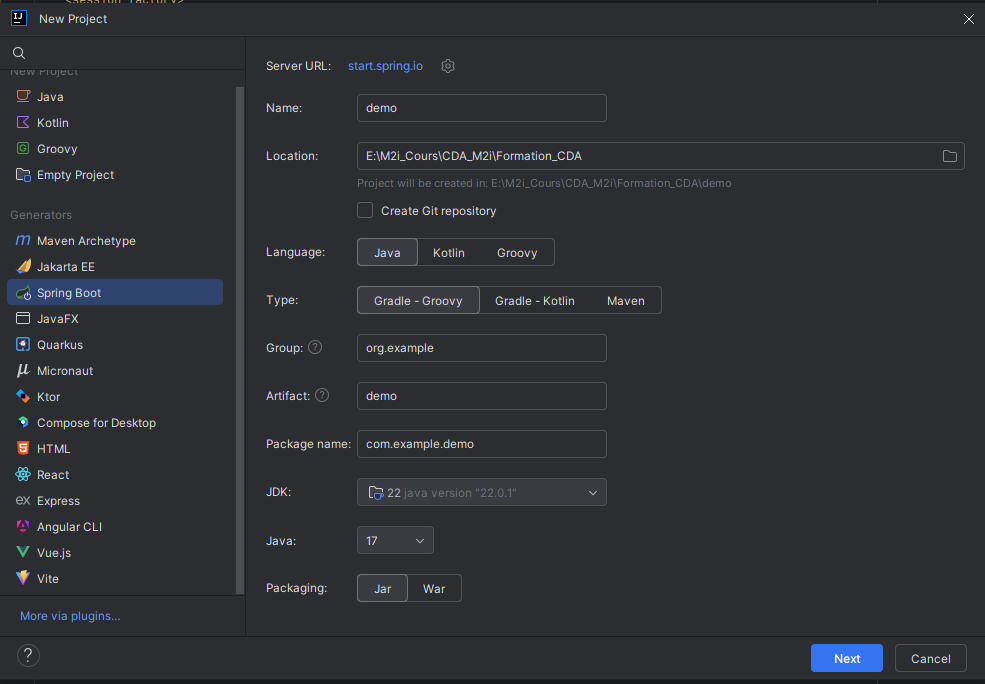 <session factory>
New Project
New Project
Java
Kotlin
Groovy
Empty Project
Generators
Maven Archetype
Jakarta EE
Spring Boot
JavaFX
Quarkus
Micronaut
Ktor
Compose for Desktop
HTML
React
ex Express
Angular CLI
Vue.js
Vite
More via plugins...
Server URL: start.spring.io
Name: demo
Location: E:\M2i_Cours\CDA_M2i\Formation_CDA
Project will be created in: E:\M2i_Cours\CDA_M2i\Formation_CDA\demo
Create Git repository
Language: Java Kotlin Groovy
Type: Gradle - Groovy Gradle - Kotlin Maven
Group: ? org.example
Artifact: ? demo
Package name: com.example.demo
JDK: 22 java version "22.0.1"
Java: 17
Packaging: Jar War
? Next Cancel